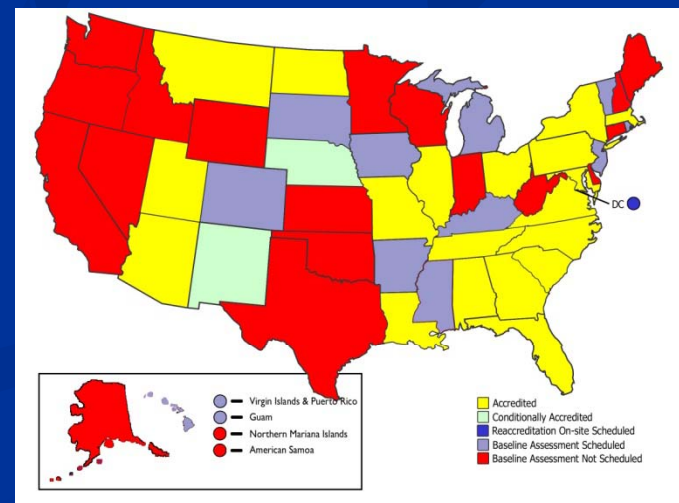 DC
Virgin Islands & Puerto Rico
Guam
Northern Mariana Islands
American Samoa
Accredited
Conditionally Accredited
Reaccreditation On-site Scheduled
Baseline Assessment Scheduled
Baseline Assessment Not Scheduled